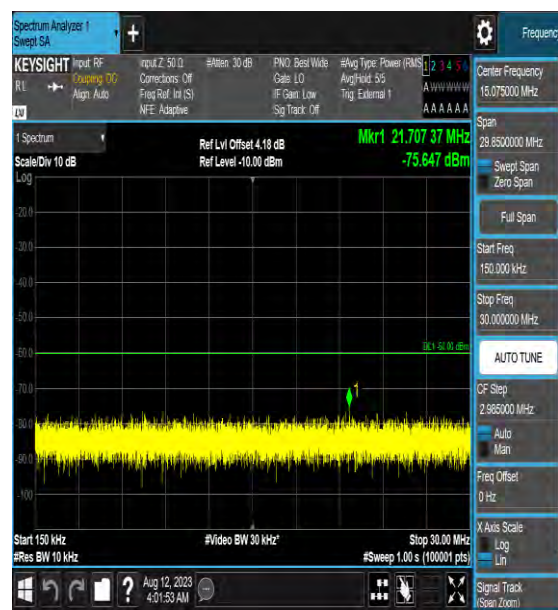 Spectrum Analyzer 1
Swept SA
Frequency
KEYSIGHT
RL
LXI
Input: RF
Coupling: DC
Align: Auto
Input Z: 50 Ω
Corrections: Off
Freq Ref: Int (S)
NFE: Adaptive
#Atten: 30 dB
PNO: Best Wide
Gate: LO
IF Gain: Low
Sig Track: Off
#Avg Type: Power (RMS
Avg|Hold: 5/5
Trig: External 1
1 2 3 4 5 6
A W W W W W
A A A A A A
1 Spectrum
Scale/Div 10 dB
Log
Ref Lvl Offset 4.18 dB
Ref Level -10.00 dBm
Mkr1 21.707 37 MHz
-75.647 dBm
-20.0
-30.0
-40.0
-50.0
-60.0
-70.0
-80.0
-90.0
-100
DL1 -60.00 dBm
1
Start 150 kHz
#Res BW 10 kHz
#Video BW 30 kHz*
Stop 30.00 MHz
#Sweep 1.00 s (100001 pts)
Center Frequency
15.075000 MHz
Span
29.8500000 MHz
Swept Span
Zero Span
Full Span
Start Freq
150.000 kHz
Stop Freq
30.000000 MHz
AUTO TUNE
CF Step
2.985000 MHz
Auto
Man
Freq Offset
0 Hz
X Axis Scale
Log
Lin
Signal Track
(Span Zoom)
?
Aug 12, 2023
4:01:53 AM